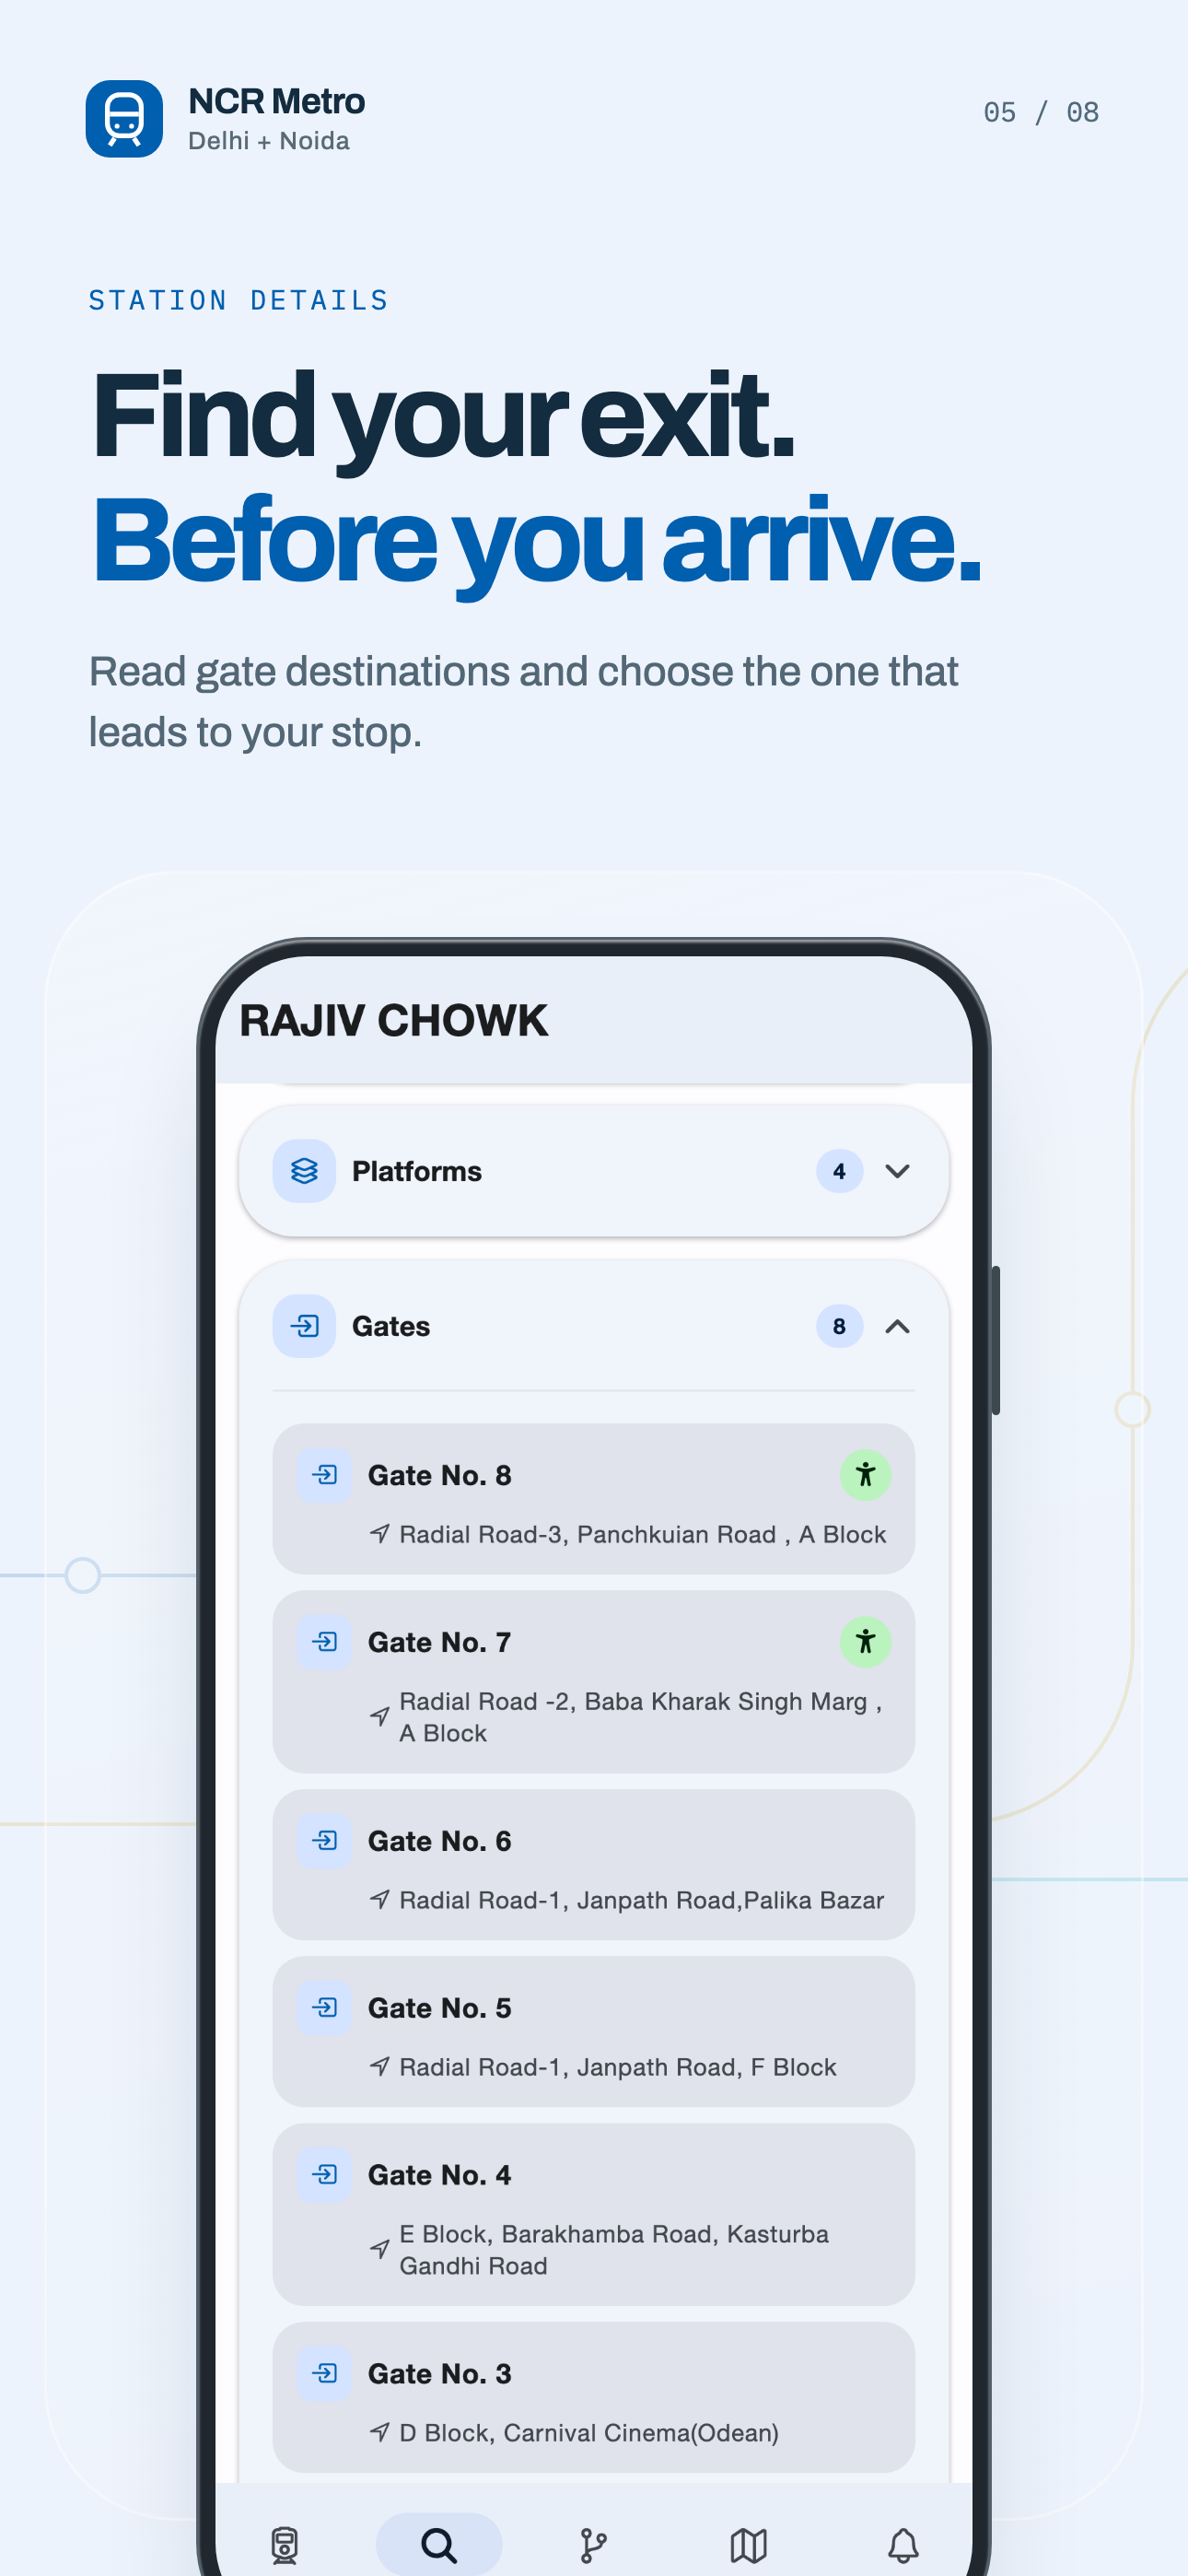 NCR Metro
Delhi + Noida
05 / 08
STATION DETAILS
Find your exit.
Before you arrive.
Read gate destinations and choose the one that
leads to your stop.
RAJIV CHOWK
Platforms
4
Gates
8
Gate No. 8
Radial Road-3, Panchkuian Road , A Block
Gate No. 7
Radial Road -2, Baba Kharak Singh Marg ,
A Block
Gate No. 6
Radial Road-1, Janpath Road,Palika Bazar
Gate No. 5
Radial Road-1, Janpath Road, F Block
Gate No. 4
E Block, Barakhamba Road, Kasturba
Gandhi Road
Gate No. 3
D Block, Carnival Cinema(Odean)